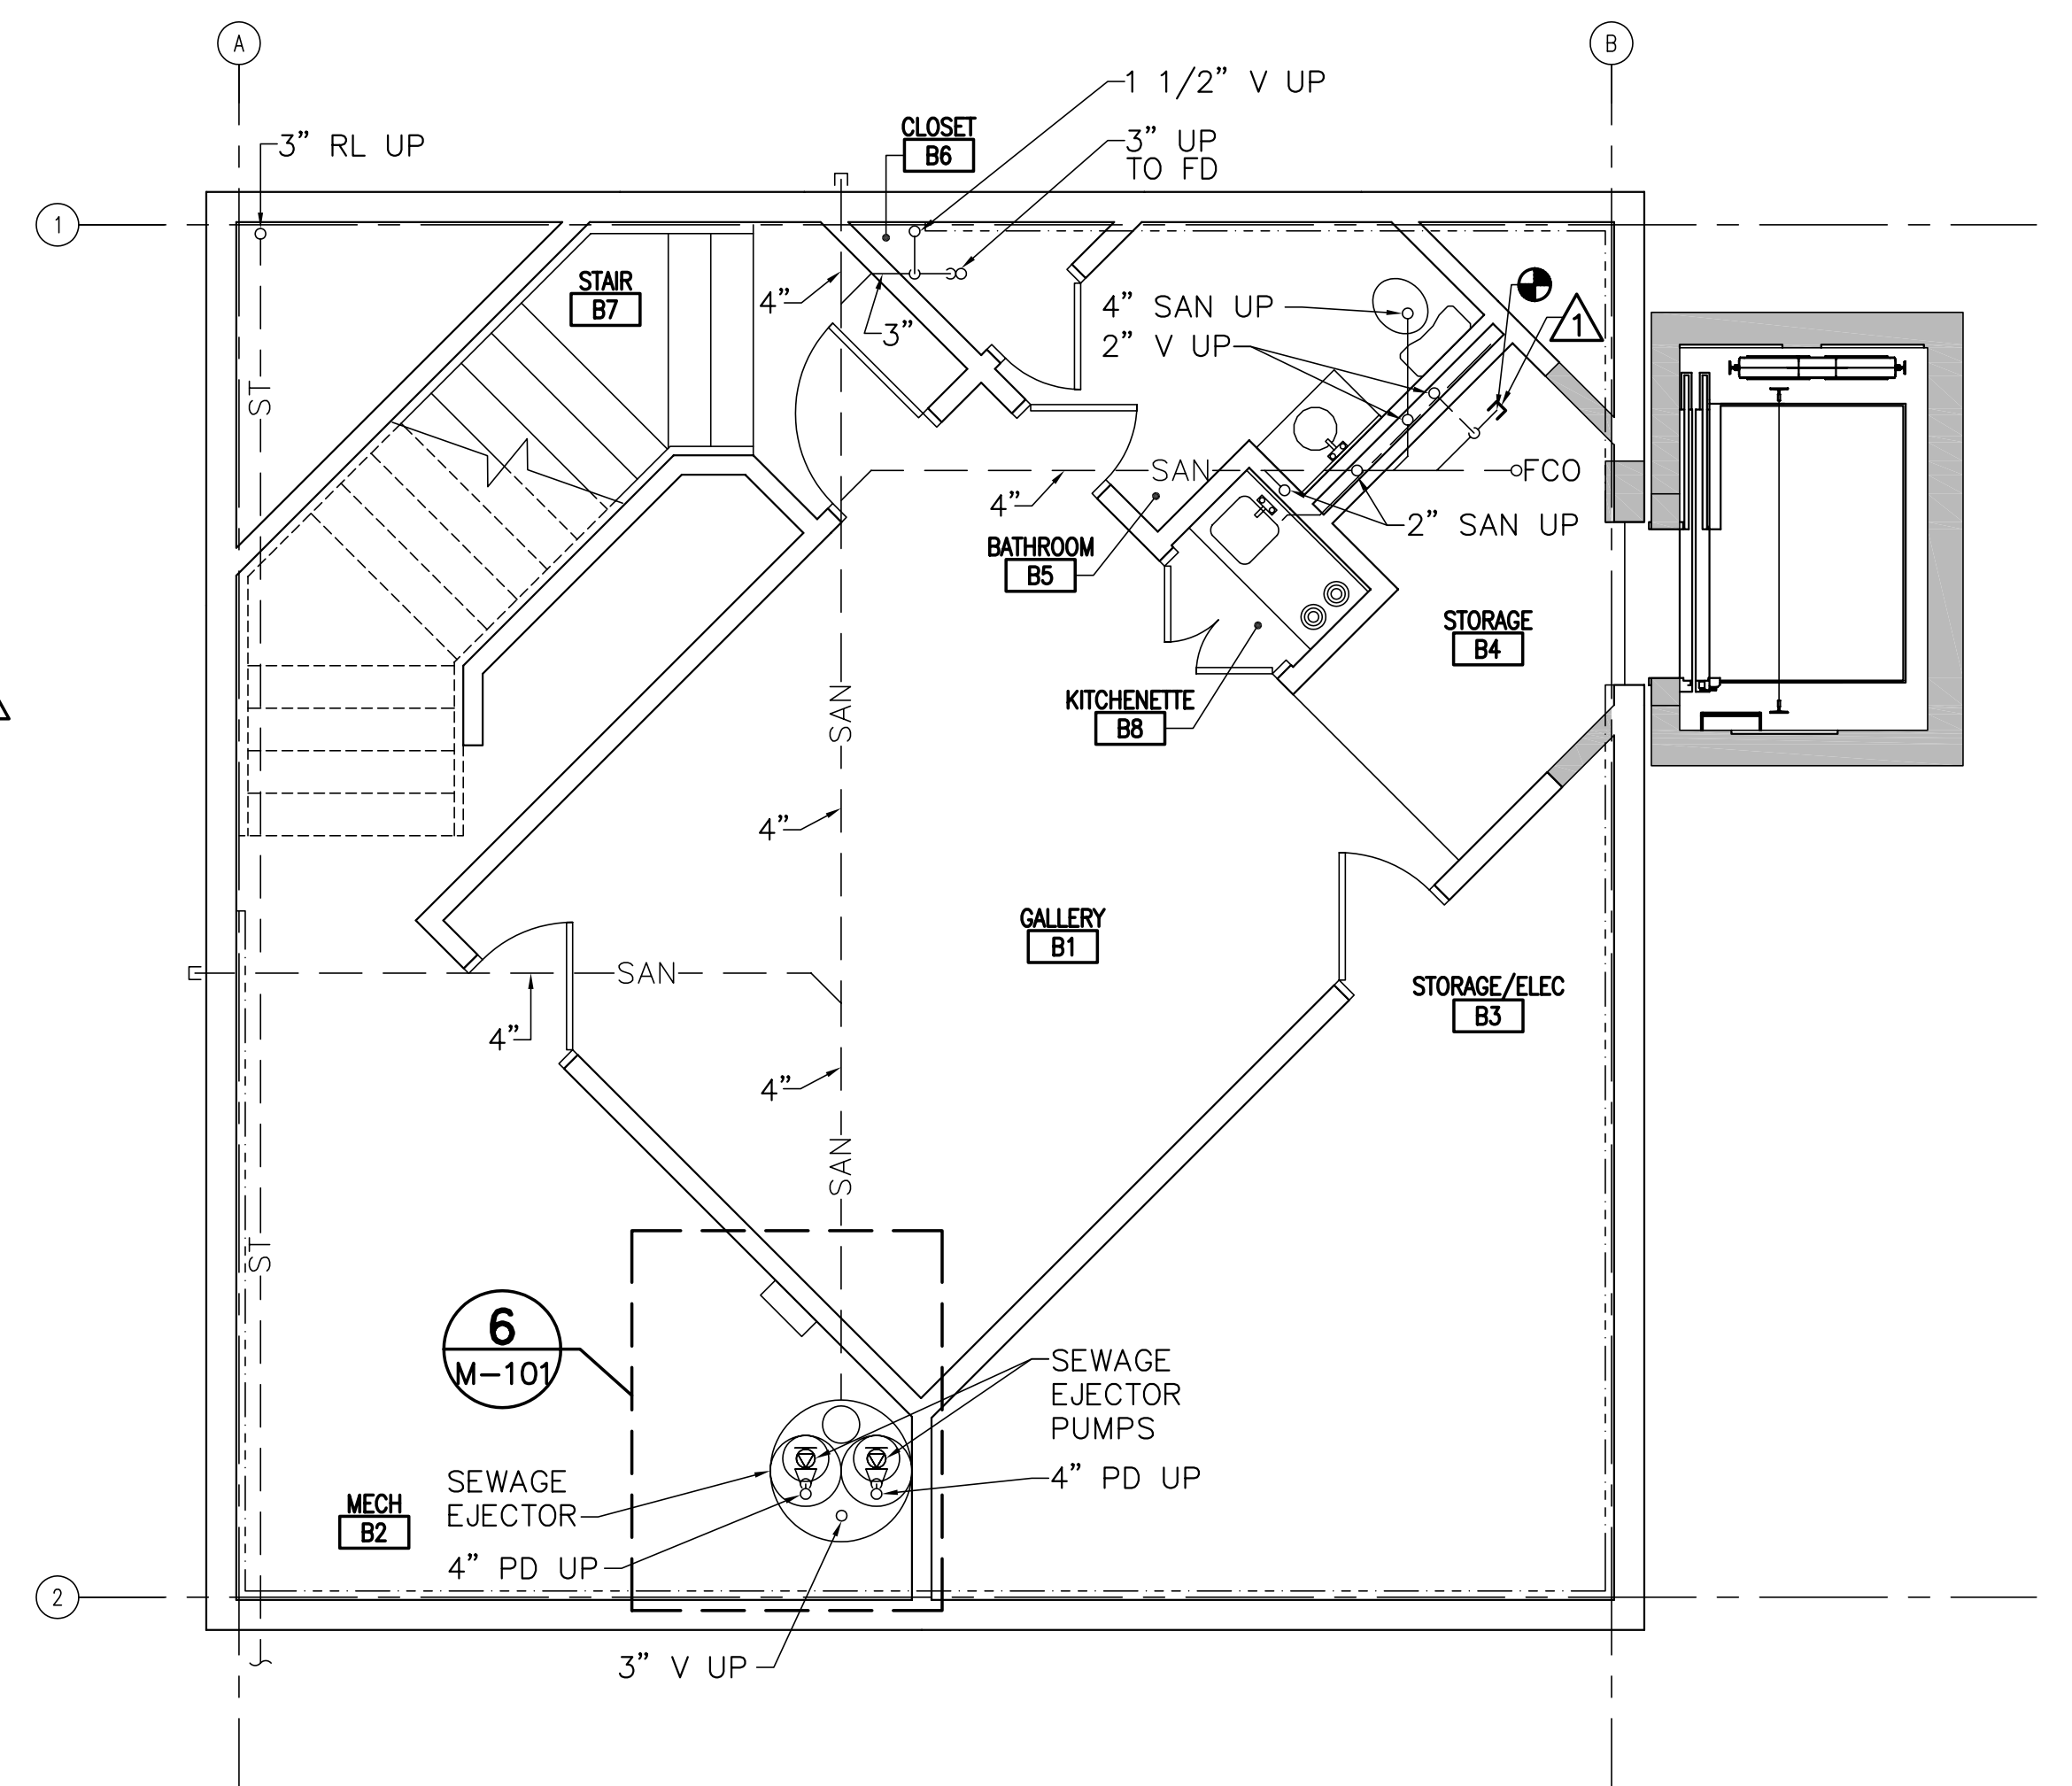 A
B
1 1/2" V UP
3" UP
TO FD
CLOSET
B6
3" RL UP
1
STAIR
B7
4"
3"
4" SAN UP
2" V UP
1
ST
SAN
FCO
4"
2" SAN UP
BATHROOM
B5
STORAGE
B4
KITCHENETTE
B8
SAN
4"
GALLERY
B1
SAN
STORAGE/ELEC
B3
4"
4"
SAN
ST
6
M-101
SEWAGE
EJECTOR
PUMPS
4" PD UP
SEWAGE
EJECTOR
MECH
B2
4" PD UP
2
3" V UP